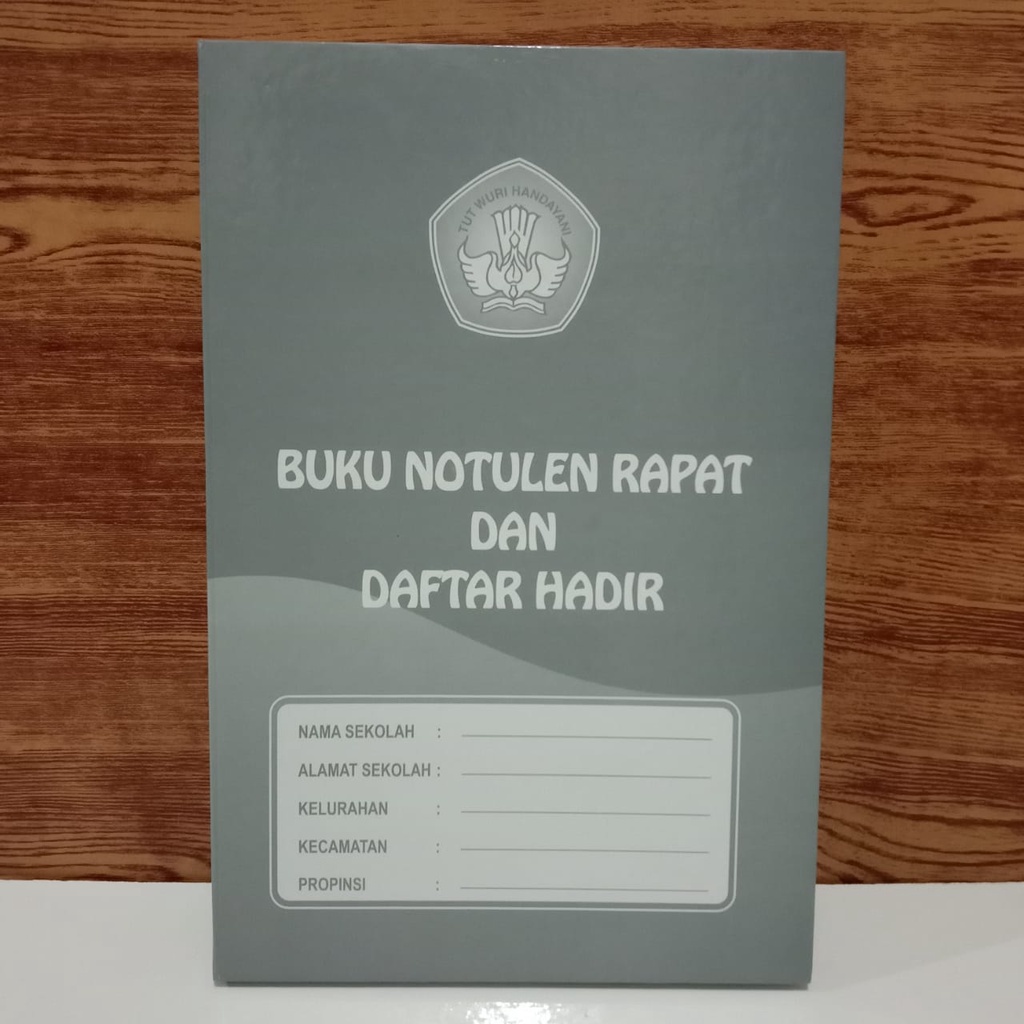 TUT WURI HANDAYANI
BUKU NOTULEN RAPAT
DAN
DAFTAR HADIR
NAMA SEKOLAH :
ALAMAT SEKOLAH :
KELURAHAN :
KECAMATAN :
PROPINSI :